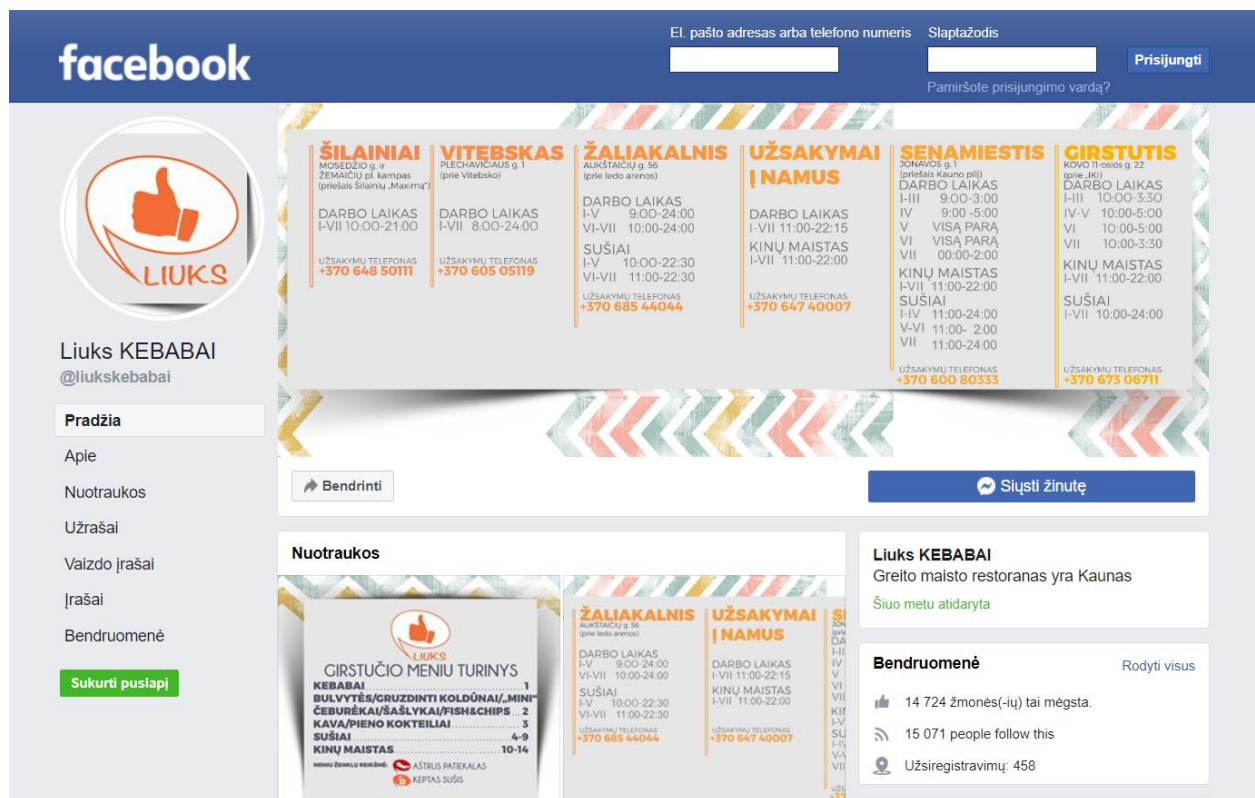 facebook
El. pašto adresas arba telefono numeris
Slaptažodis
Prisijungti
Pamiršote prisijungimo vardą?
LIUKS
Liuks KEBABAI
@liukskebabai
Pradžia
Apie
Nuotraukos
Užrašai
Vaizdo įrašai
Įrašai
Bendruomenė
Sukurti puslapį
ŠILAINIAI
MOSĖDŽIO g. ir
ŽEMAIČIŲ pl. kampas
(priešais Šilainių „Maximą")
DARBO LAIKAS
I-VII 10:00-21:00
UŽSAKYMŲ TELEFONAS
+370 648 50111
VITEBSKAS
PLECHAVIČIAUS g. 1
(prie Vitebsko)
DARBO LAIKAS
I-VII 8:00-24:00
UŽSAKYMŲ TELEFONAS
+370 605 05119
ŽALIAKALNIS
AUKŠTAIČIŲ g. 56
(prie ledo arenos)
DARBO LAIKAS
I-V 9:00-24:00
VI-VII 10:00-24:00
SUŠIAI
I-V 10:00-22:30
VI-VII 11:00-22:30
UŽSAKYMŲ TELEFONAS
+370 685 44044
UŽSAKYMAI
Į NAMUS
DARBO LAIKAS
I-VII 11:00-22:15
KINŲ MAISTAS
I-VII 11:00-22:00
UŽSAKYMŲ TELEFONAS
+370 647 40007
SENAMIESTIS
JONAVOS g. 1
(priešais Kauno pilį)
DARBO LAIKAS
I-III 9:00-3:00
IV 9:00 -5:00
V VISĄ PARĄ
VI VISĄ PARĄ
VII 00:00-2:00
KINŲ MAISTAS
I-VII 11:00-22:00
SUŠIAI
I-IV 11:00-24:00
V-VI 11:00- 2:00
VII 11:00-24:00
UŽSAKYMŲ TELEFONAS
+370 600 80333
GIRSTUTIS
KOVO 11-osios g. 22
(prie „IKI)
DARBO LAIKAS
I-III 10:00-3:30
IV-V 10:00-5:00
VI 10:00-5:00
VII 10:00-3:30
KINŲ MAISTAS
I-VII 11:00-22:00
SUŠIAI
I-VII 10:00-24:00
UŽSAKYMŲ TELEFONAS
+370 673 06711
Bendrinti
Siųsti žinutę
Nuotraukos
LIUKS
GIRSTUČIO MENIU TURINYS
KEBABAI 1
BULVYTĖS/GRUZDINTI KOLDŪNAI/„MINI"
ČEBURĖKAI/ŠAŠLYKAI/FISH&CHIPS.. 2
KAVA/PIENO KOKTEILIAI 3
SUŠIAI 4-9
KINŲ MAISTAS 10-14
MENIU ŽENKLŲ REIKŠMĖ:
AŠTRUS PATIEKALAS
KEPTAS SUŠIS
ŽALIAKALNIS
AUKŠTAIČIŲ g. 56
(prie ledo arenos)
DARBO LAIKAS
I-V 9:00-24:00
VI-VII 10:00-24:00
SUŠIAI
I-V 10:00-22:30
VI-VII 11:00-22:30
UŽSAKYMŲ TELEFONAS
+370 685 44044
UŽSAKYMAI
Į NAMUS
DARBO LAIKAS
I-VII 11:00-22:15
KINŲ MAISTAS
I-VII 11:00-22:00
UŽSAKYMŲ TELEFONAS
+370 647 40007
Liuks KEBABAI
Greito maisto restoranas yra Kaunas
Šiuo metu atidaryta
Bendruomenė
Rodyti visus
14 724 žmonės(-ių) tai mėgsta.
15 071 people follow this
Užsiregistravimų: 458